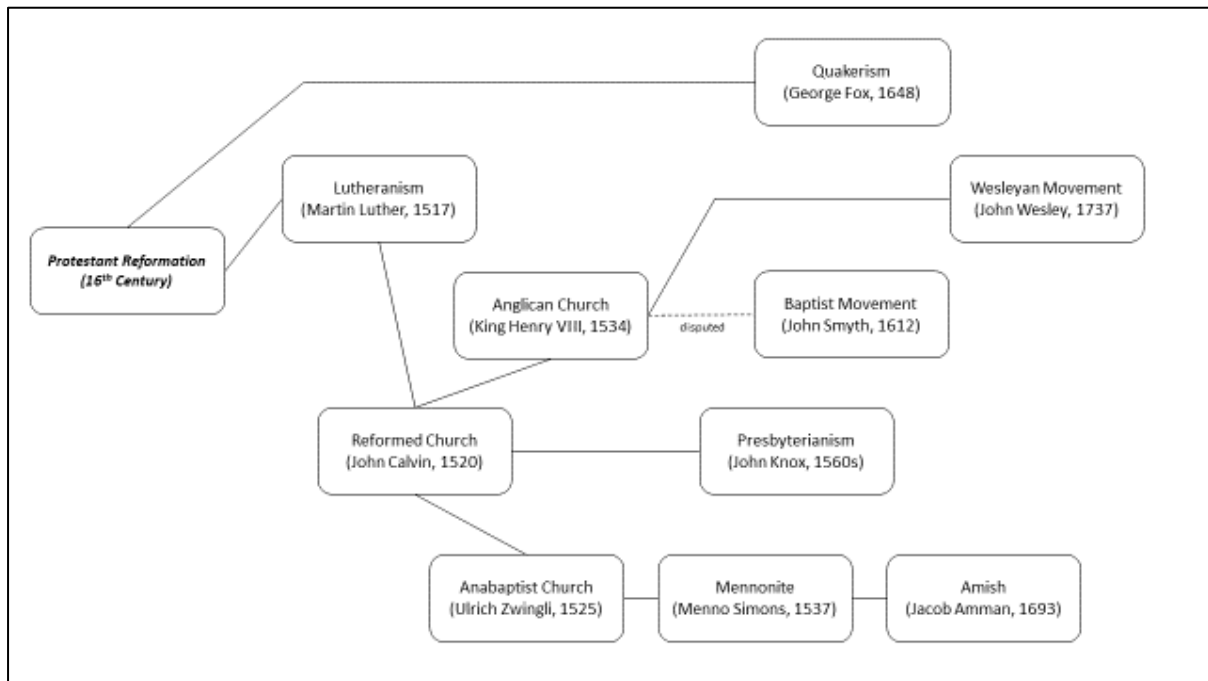 Quakerism
(George Fox, 1648)
Lutheranism
(Martin Luther, 1517)
Wesleyan Movement
(John Wesley, 1737)
Protestant Reformation
(16th Century)
Anglican Church
(King Henry VIII, 1534)
disputed
Baptist Movement
(John Smyth, 1612)
Reformed Church
(John Calvin, 1520)
Presbyterianism
(John Knox, 1560s)
Anabaptist Church
(Ulrich Zwingli, 1525)
Mennonite
(Menno Simons, 1537)
Amish
(Jacob Amman, 1693)